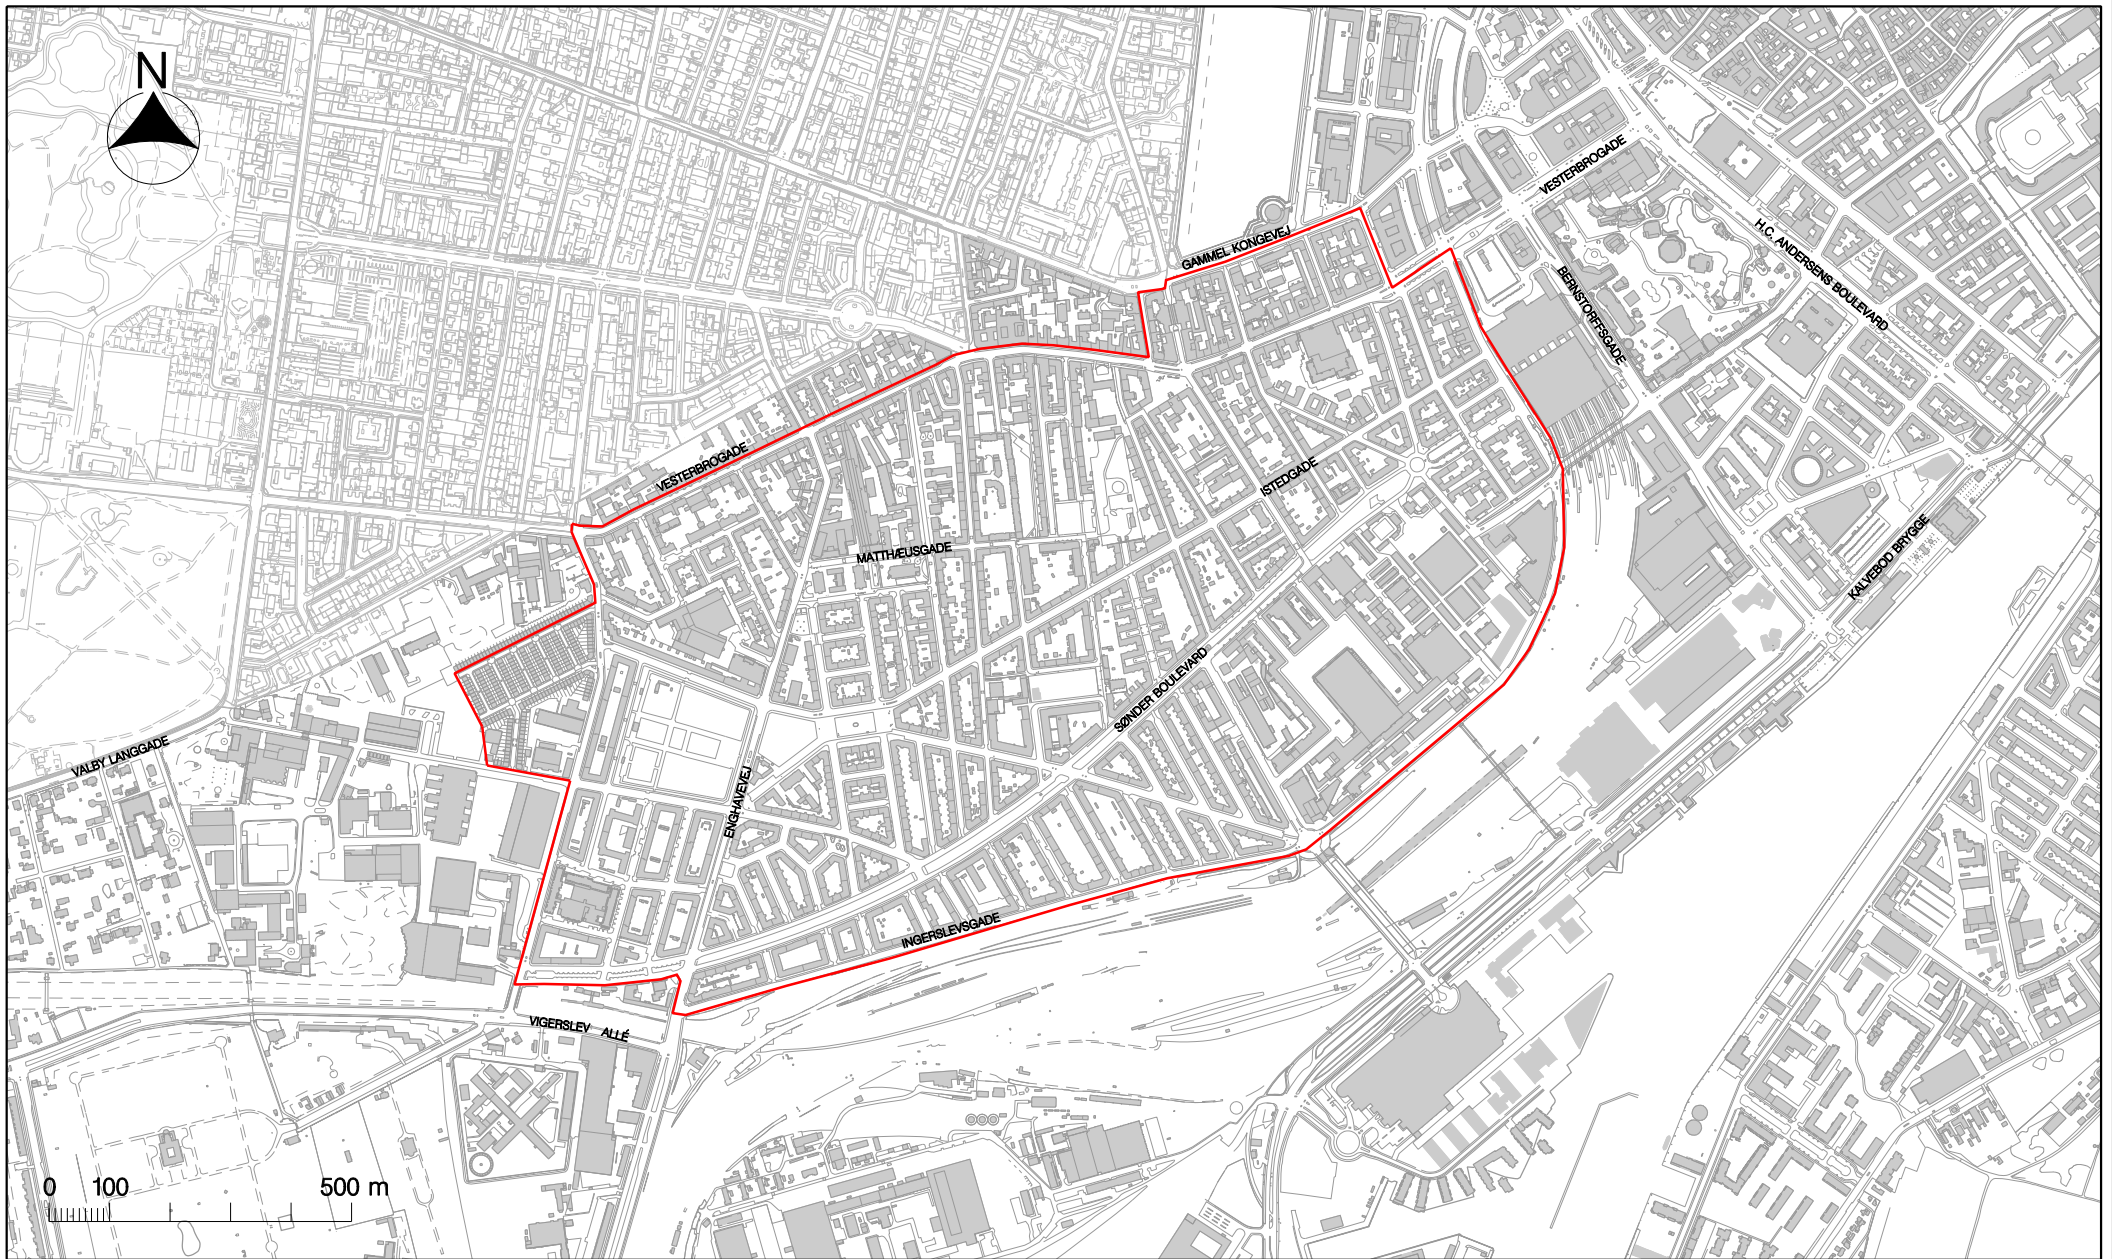 N
VESTERBROGADE
GAMMEL KONGEVEJ
H.C. ANDERSENS BOULEVARD
BERNSTORFFSGADE
VESTERBROGADE
ISTEDGADE
MATTHÆUSGADE
KALVEBOD BRYGGE
SØNDER BOULEVARD
VALBY LANGGADE
ENGHAVEVEJ
INGERSLEVSGADE
VIGERSLEV ALLÉ
0 100 500 m